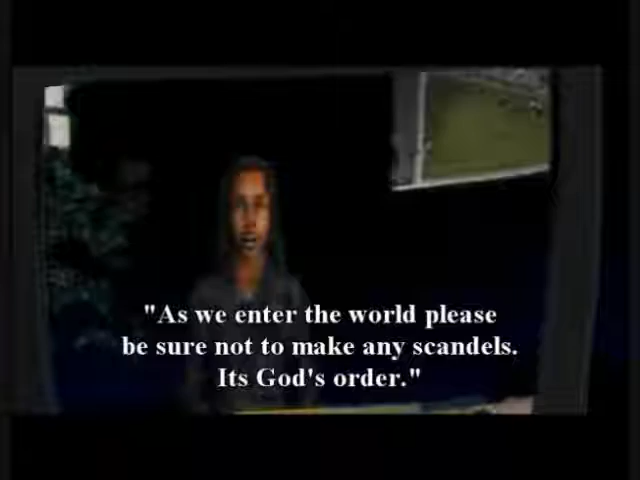 "As we enter the world please
be sure not to make any scandels.
Its God's order."